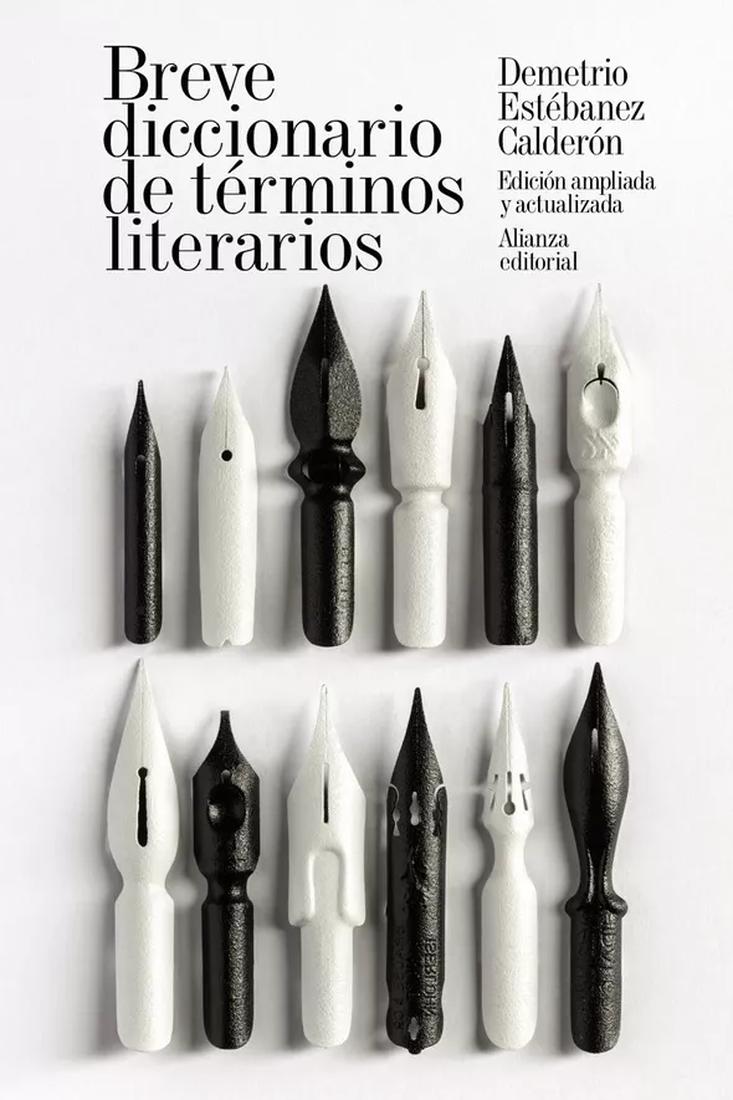 Breve
diccionario
de términos
literarios
Demetrio
Estébanez
Calderón
Edición ampliada
y actualizada
Alianza
editorial